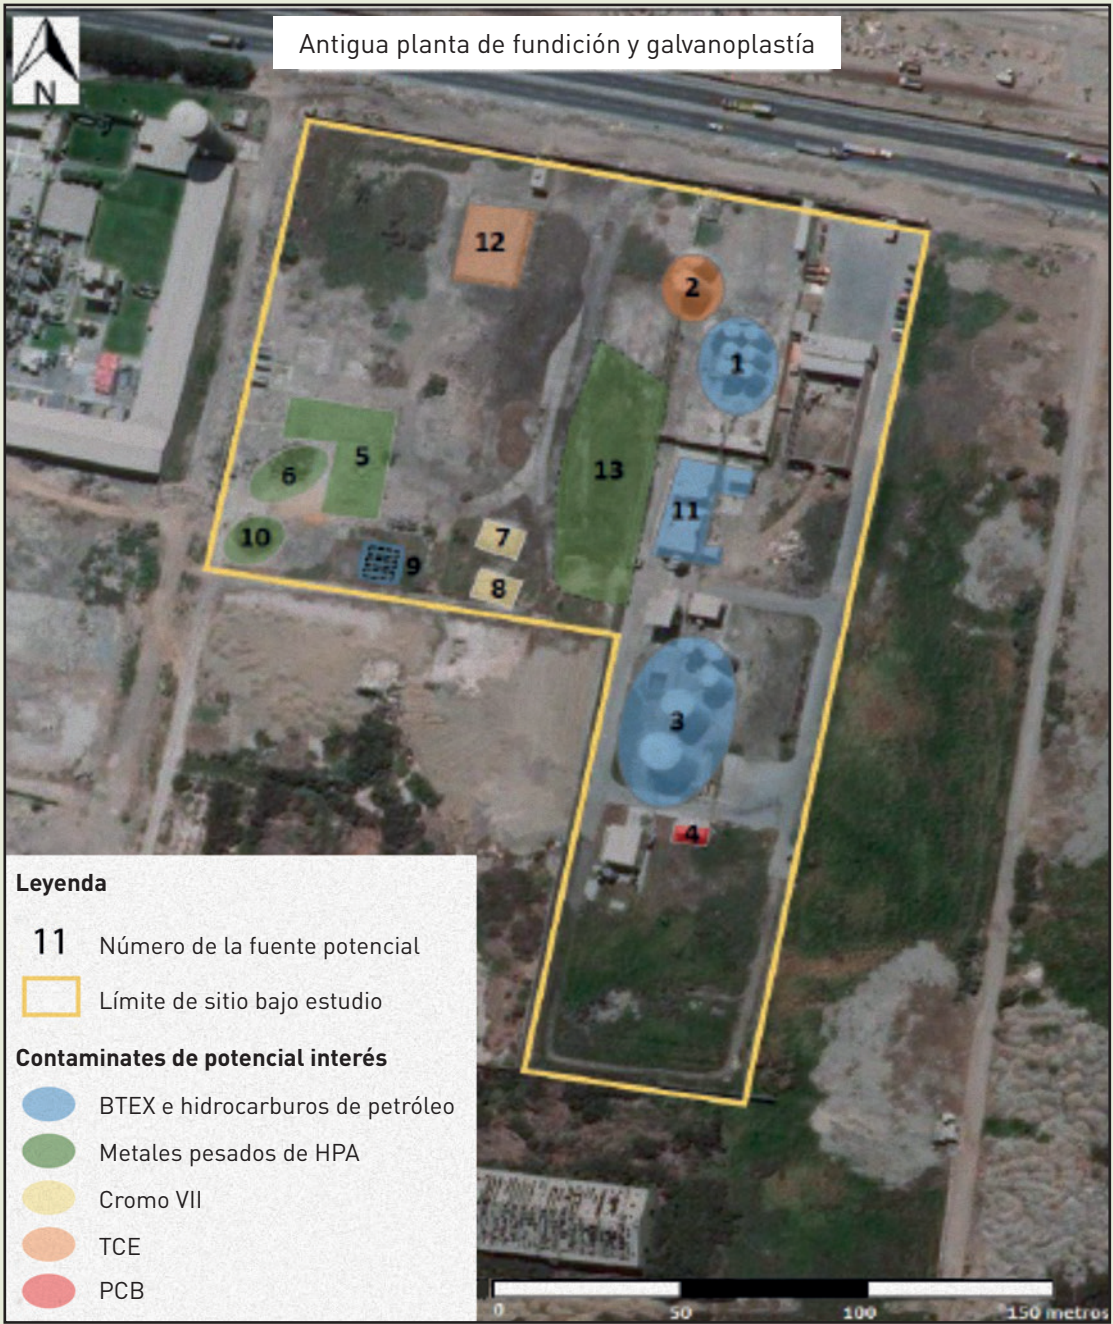 Antigua planta de fundición y galvanoplastía
N
12
2
1
5
13
6
11
10
7
9
8
3
4
Leyenda
11 Número de la fuente potencial
Límite de sitio bajo estudio
Contaminates de potencial interés
BTEX e hidrocarburos de petróleo
Metales pesados de HPA
Cromo VII
TCE
PCB
0 50 100 150 metros